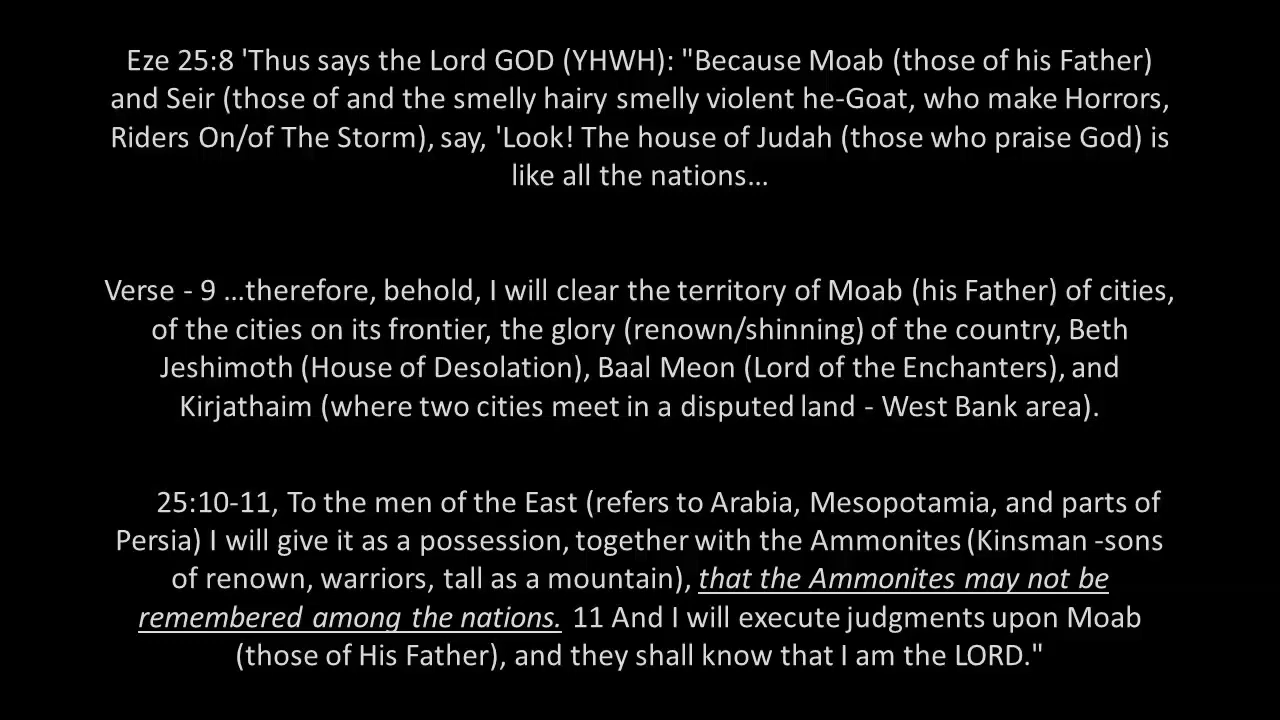 Eze 25:8 'Thus says the Lord GOD (YHWH): "Because Moab (those of his Father)
and Seir (those of and the smelly hairy smelly violent he-Goat, who make Horrors,
Riders On/of The Storm), say, 'Look! The house of Judah (those who praise God) is
like all the nations…
Verse - 9 …therefore, behold, I will clear the territory of Moab (his Father) of cities,
of the cities on its frontier, the glory (renown/shinning) of the country, Beth
Jeshimoth (House of Desolation), Baal Meon (Lord of the Enchanters), and
Kirjathaim (where two cities meet in a disputed land - West Bank area).
25:10-11, To the men of the East (refers to Arabia, Mesopotamia, and parts of
Persia) I will give it as a possession, together with the Ammonites (Kinsman -sons
of renown, warriors, tall as a mountain), that the Ammonites may not be
remembered among the nations. 11 And I will execute judgments upon Moab
(those of His Father), and they shall know that I am the LORD."